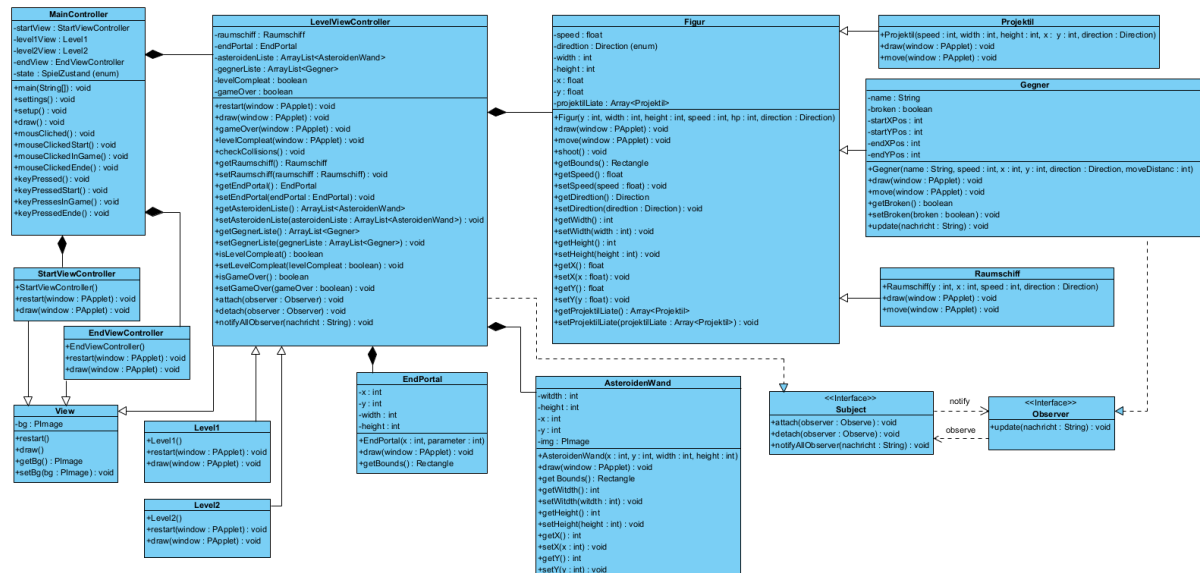 MainController
-startView : StartViewController
-level1View : Level1
-level2View : Level2
-endView : EndViewController
-state : SpielZustand (enum)
+main(String[]) : void
+settings() : void
+setup() : void
+draw() : void
+mousCliched() : void
+mouseClickedStart() : void
+mouseClickedInGame() : void
+mouseClickedEnde() : void
+keyPressed() : void
+keyPressedStart() : void
+keyPressesInGame() : void
+keyPressedEnde() : void
StartViewController
+StartViewController()
+restart(window : PApplet) : void
+draw(window : PApplet) : void
EndViewController
+EndViewController()
+restart(window : PApplet) : void
+draw(window : PApplet) : void
View
-bg : PImage
+restart()
+draw()
+getBg() : PImage
+setBg(bg : PImage) : void
LevelViewController
-raumschiff : Raumschiff
-endPortal : EndPortal
-asteroidenListe : ArrayList<AsteroidenWand>
-gegnerListe : ArrayList<Gegner>
-levelCompleat : boolean
-gameOver : boolean
+restart(window : PApplet) : void
+draw(window : PApplet) : void
+gameOver(window : PApplet) : void
+levelCompleat(window : PApplet) : void
+checkCollisions() : void
+getRaumschiff() : Raumschiff
+setRaumschiff(raumschiff : Raumschiff) : void
+getEndPortal() : EndPortal
+setEndPortal(endPortal : EndPortal) : void
+getAsteroidenListe() : ArrayList<AsteroidenWand>
+setAsteroidenListe(asteroidenListe : ArrayList<AsteroidenWand>) : void
+getGegnerListe() : ArrayList<Gegner>
+setGegnerListe(gegnerListe : ArrayList<Gegner>) : void
+isLevelCompleat() : boolean
+setLevelCompleat(levelCompleat : boolean) : void
+isGameOver() : boolean
+setGameOver(gameOver : boolean) : void
+attach(observer : Observer) : void
+detach(observer : Observer) : void
+notifyAllObserver(nachricht : String) : void
Level1
+Level1()
+restart(window : PApplet) : void
+draw(window : PApplet) : void
Level2
+Level2()
+restart(window : PApplet) : void
+draw(window : PApplet) : void
EndPortal
-x : int
-y : int
-width : int
-height : int
+EndPortal(x : int, parameter : int)
+draw(window : PApplet) : void
+getBounds() : Rectangle
Figur
-speed : float
-diredtion : Direction (enum)
-width : int
-height : int
-x : float
-y : float
-projektilLiate : Array<Projektil>
+Figur(y : int, width : int, height : int, speed : int, hp : int, direction : Direction)
+draw(window : PApplet) : void
+move(window : PApplet) : void
+shoot() : void
+getBounds() : Rectangle
+getSpeed() : float
+setSpeed(speed : float) : void
+getDiredtion() : Direction
+setDiredtion(diredtion : Direction) : void
+getWidth() : int
+setWidth(width : int) : void
+getHeight() : int
+setHeight(height : int) : void
+getX() : float
+setX(x : float) : void
+getY() : float
+setY(y : float) : void
+getProjektilLiate() : Array<Projektil>
+setProjektilLiate(projektilLiate : Array<Projektil>) : void
AsteroidenWand
-witdth : int
-height : int
-x : int
-y : int
-img : PImage
+AsteroidenWand(x : int, y : int, width : int, height : int)
+draw(window : PApplet) : void
+get Bounds() : Rectangle
+getWitdth() : int
+setWitdth(witdth : int) : void
+getHeight() : int
+setHeight(height : int) : void
+getX() : int
+setX(x : int) : void
+getY() : int
+setY(y : int) : void
Projektil
+Projektil(speed : int, width : int, height : int, x : y : int, direction : Direction)
+draw(window : PApplet) : void
+move(window : PApplet) : void
Gegner
-name : String
-broken : boolean
-startXPos : int
-startYPos : int
-endXPos : int
-endYPos : int
+Gegner(name : String, speed : int, x : int, y : int, direction : Direction, moveDistanc : int)
+draw(window : PApplet) : void
+move(window : PApplet) : void
+getBroken() : boolean
+setBroken(broken : boolean) : void
+update(nachricht : String) : void
Raumschiff
+Raumschiff(y : int, x : int, speed : int, direction : Direction)
+draw(window : PApplet) : void
+move(window : PApplet) : void
<<Interface>>
Subject
+attach(observer : Observe) : void
+detach(observer : Observe) : void
+notifyAllObserver(nachricht : String) : void
notify
observe
<<Interface>>
Observer
+update(nachricht : String) : void